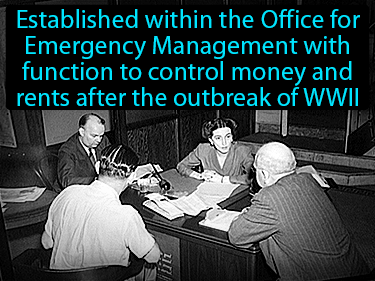 Established within the Office for
Emergency Management with
function to control money and
rents after the outbreak of WWII